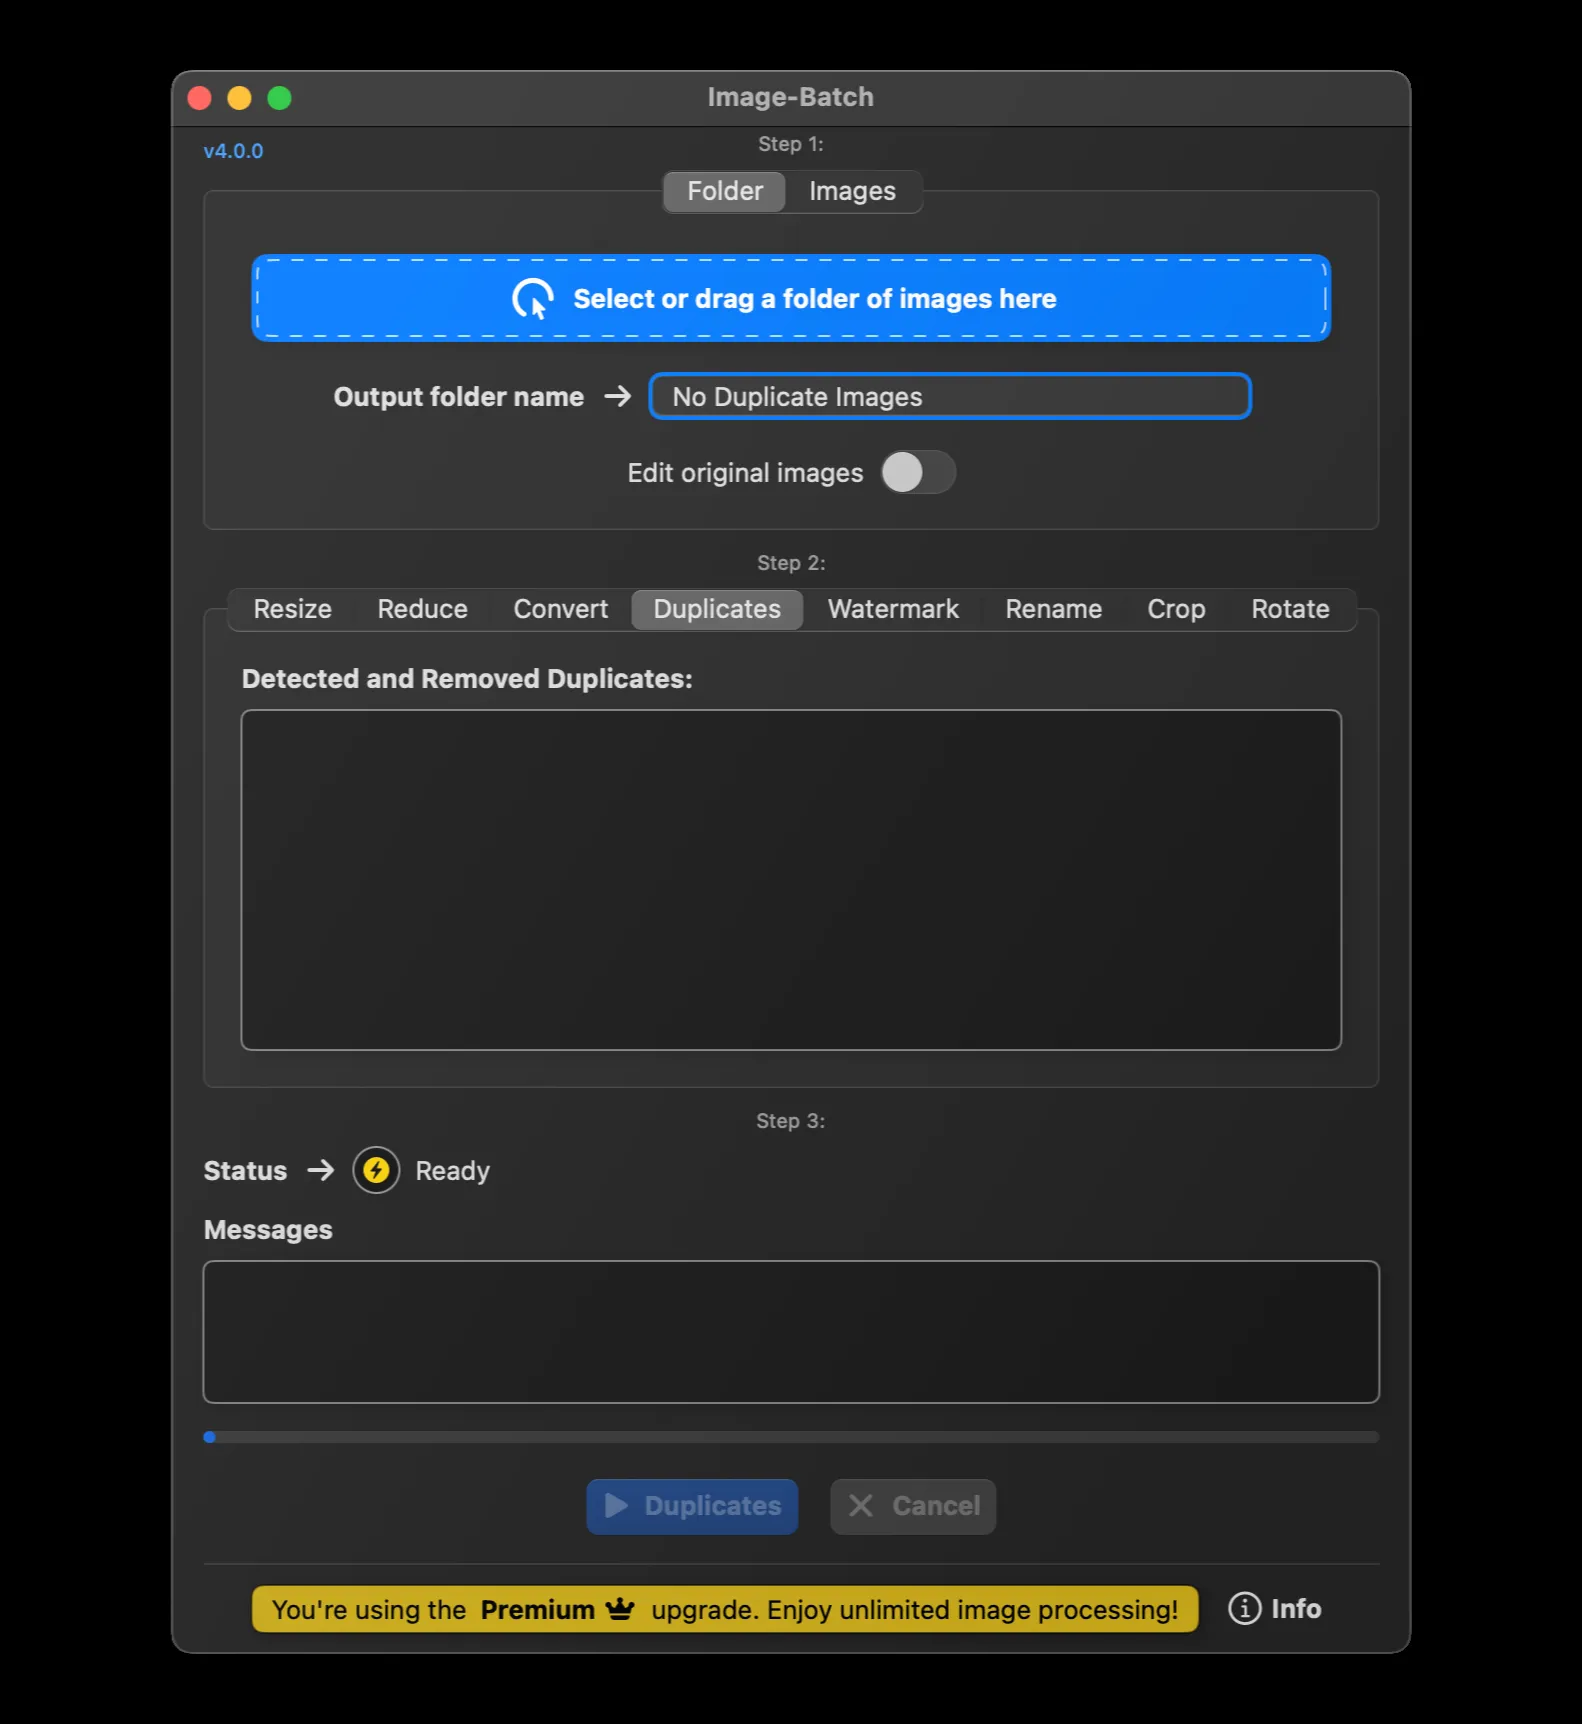 Image-Batch
v4.0.0
Step 1:
Folder Images
Select or drag a folder of images here
Output folder name → No Duplicate Images
Edit original images
Step 2:
Resize Reduce Convert Duplicates Watermark Rename Crop Rotate
Detected and Removed Duplicates:
Step 3:
Status → Ready
Messages
Duplicates Cancel
You're using the Premium upgrade. Enjoy unlimited image processing! Info